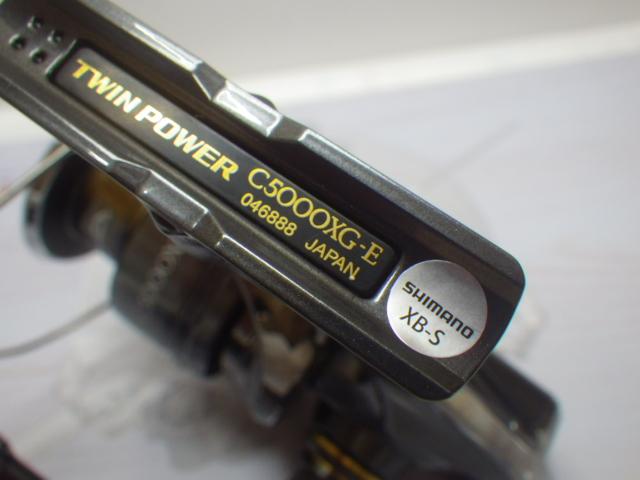 TWIN POWER C5000XG-E
046888 JAPAN
SHIMANO
XB-S